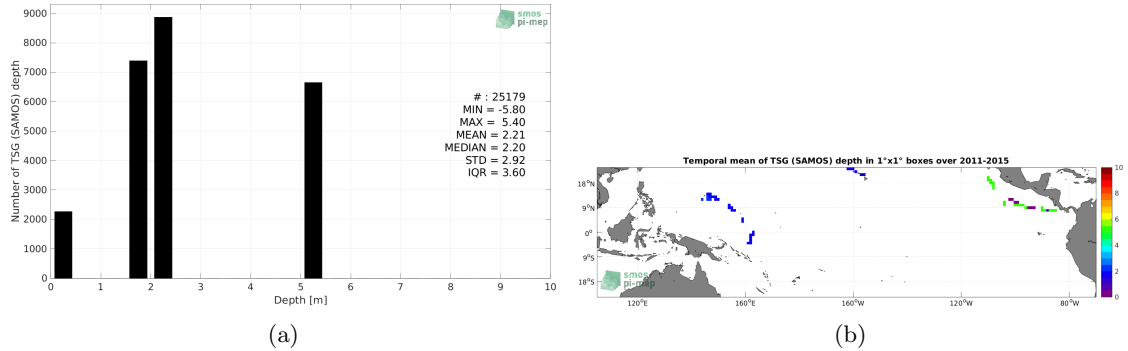 9000
8000
7000
6000
5000
4000
3000
2000
1000
0
Number of TSG (SAMOS) depth
0 1 2 3 4 5 6 7 8 9 10
Depth [m]
smos
pi-mep
# : 25179
MIN = -5.80
MAX = 5.40
MEAN = 2.21
MEDIAN = 2.20
STD = 2.92
IQR = 3.60
(a)
Temporal mean of TSG (SAMOS) depth in 1°x1° boxes over 2011-2015
18°N
9°N
0°
9°S
18°S
120°E 160°E 160°W 120°W 80°W
smos
pi-mep
10
8
6
4
2
0
(b)